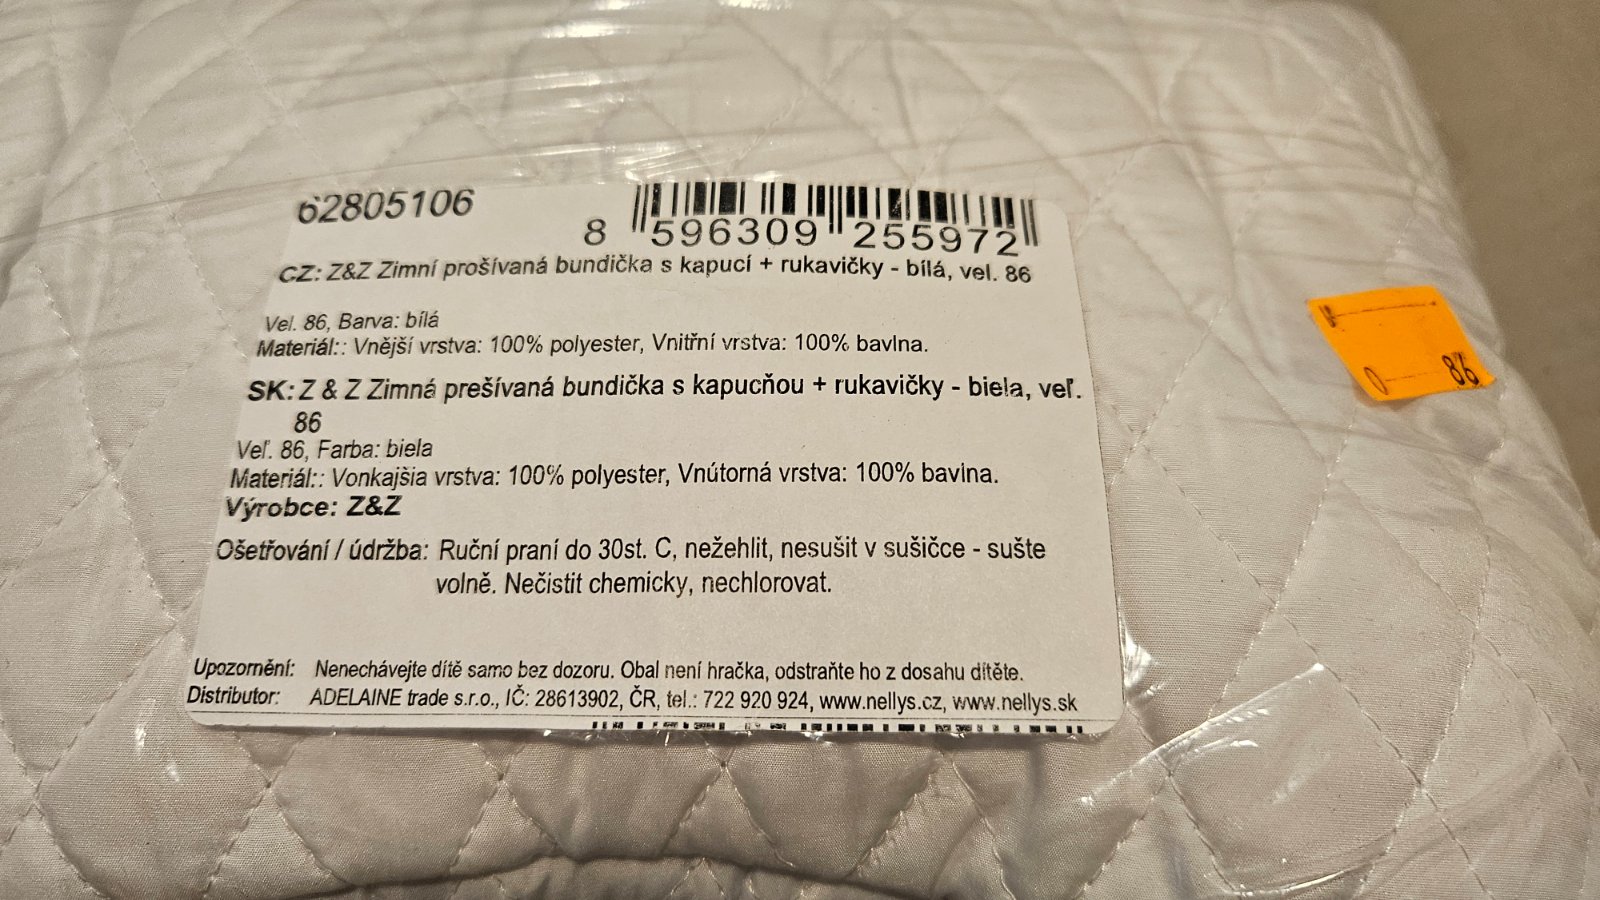 62805106
8 596309 255972
CZ: Z&Z Zimní prošívaná bundička s kapucí + rukavičky - bílá, vel. 86
Vel. 86, Barva: bílá
Materiál:: Vnější vrstva: 100% polyester, Vnitřní vrstva: 100% bavlna.
SK: Z & Z Zimná prešívaná bundička s kapucňou + rukavičky - biela, veľ.
86
Veľ. 86, Farba: biela
Materiál:: Vonkajšia vrstva: 100% polyester, Vnútorná vrstva: 100% bavlna.
Výrobce: Z&Z
Ošetřování / údržba: Ruční praní do 30st. C, nežehlit, nesušit v sušičce - sušte
volně. Nečistit chemicky, nechlorovat.
Upozornění: Nenechávejte dítě samo bez dozoru. Obal není hračka, odstraňte ho z dosahu dítěte.
Distributor: ADELAINE trade s.r.o., IČ: 28613902, ČR, tel.: 722 920 924, www.nellys.cz, www.nellys.sk
86